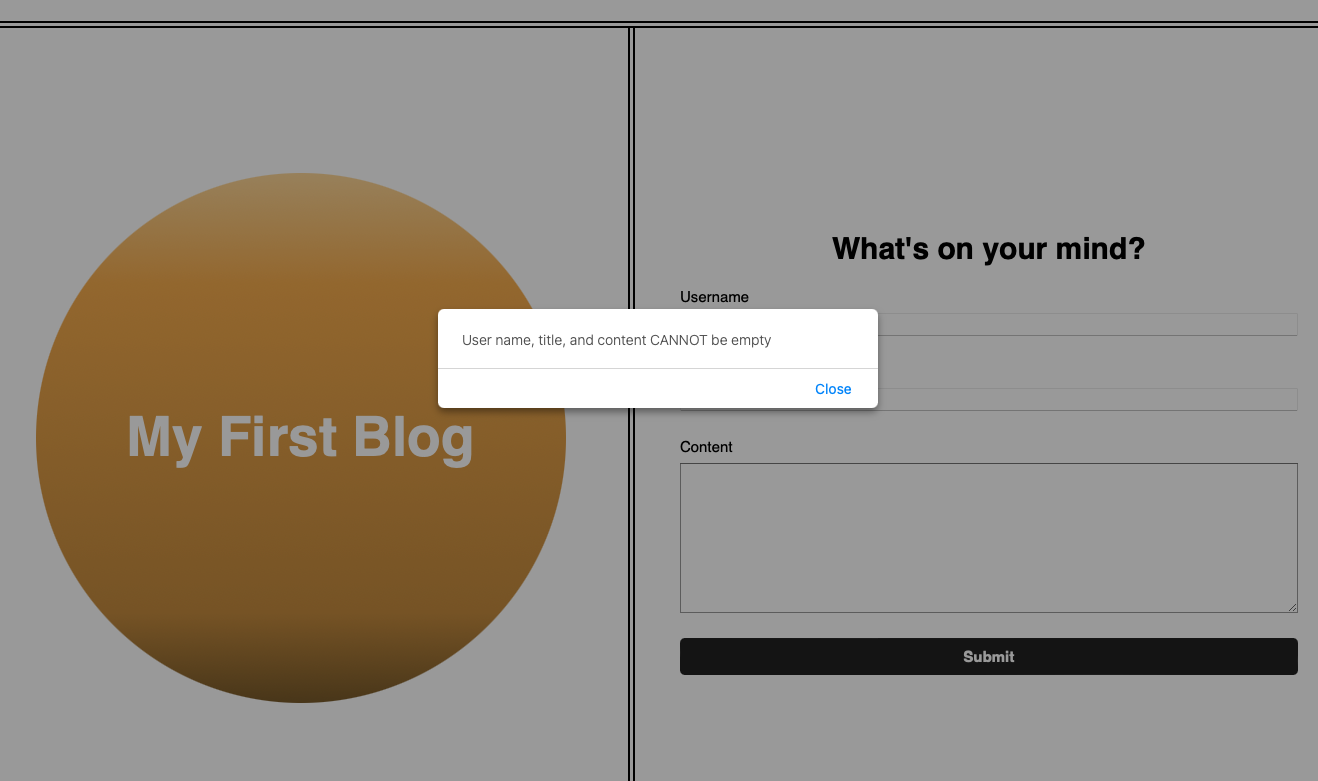 What's on your mind?
Username
User name, title, and content CANNOT be empty
Close
My First Blog
Content
Submit